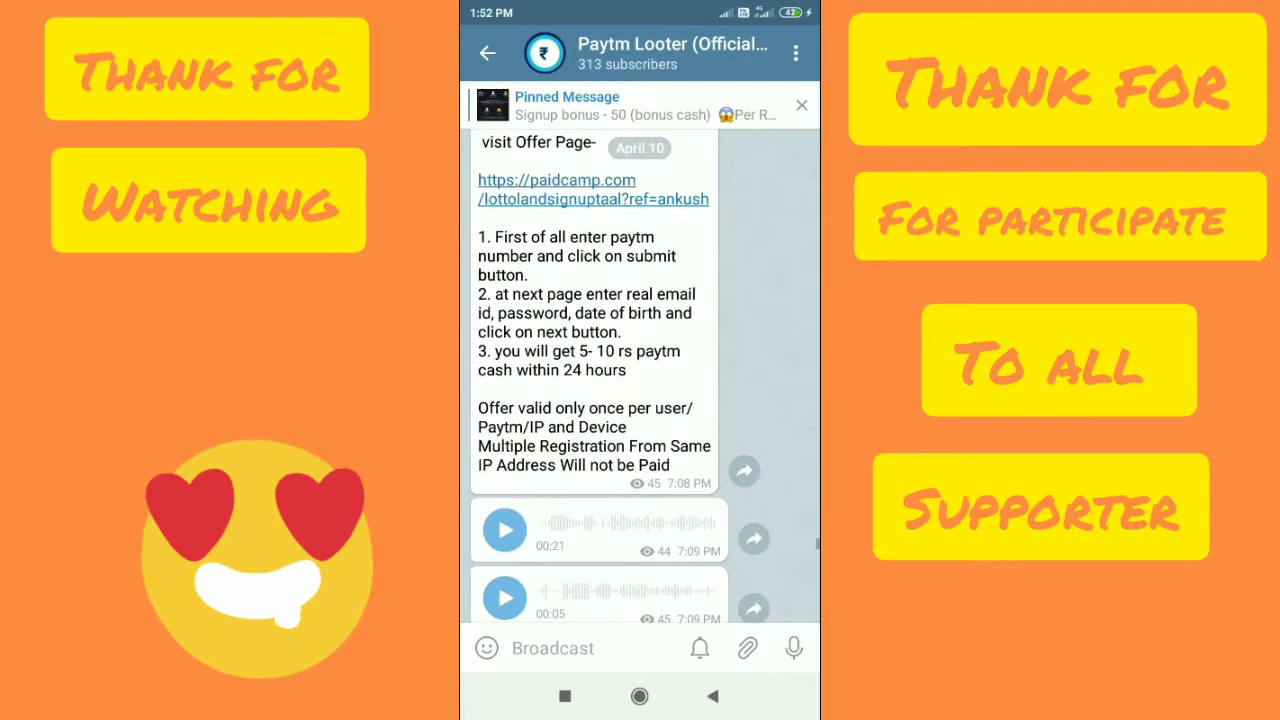 THANK FOR
WATCHING
1:52 PM
4G
42
₹
Paytm Looter (Official...
313 subscribers
Pinned Message
Signup bonus - 50 (bonus cash) 😱Per R...
visit Offer Page-
April 10
https://paidcamp.com
/lottolandsignuptaal?ref=ankush
1. First of all enter paytm
number and click on submit
button.
2. at next page enter real email
id, password, date of birth and
click on next button.
3. you will get 5- 10 rs paytm
cash within 24 hours
Offer valid only once per user/
Paytm/IP and Device
Multiple Registration From Same
IP Address Will not be Paid
45 7:08 PM
00:21
44 7:09 PM
00:05
45 7:09 PM
Broadcast
THANK FOR
FOR PARTICIPATE
TO ALL
SUPPORTER